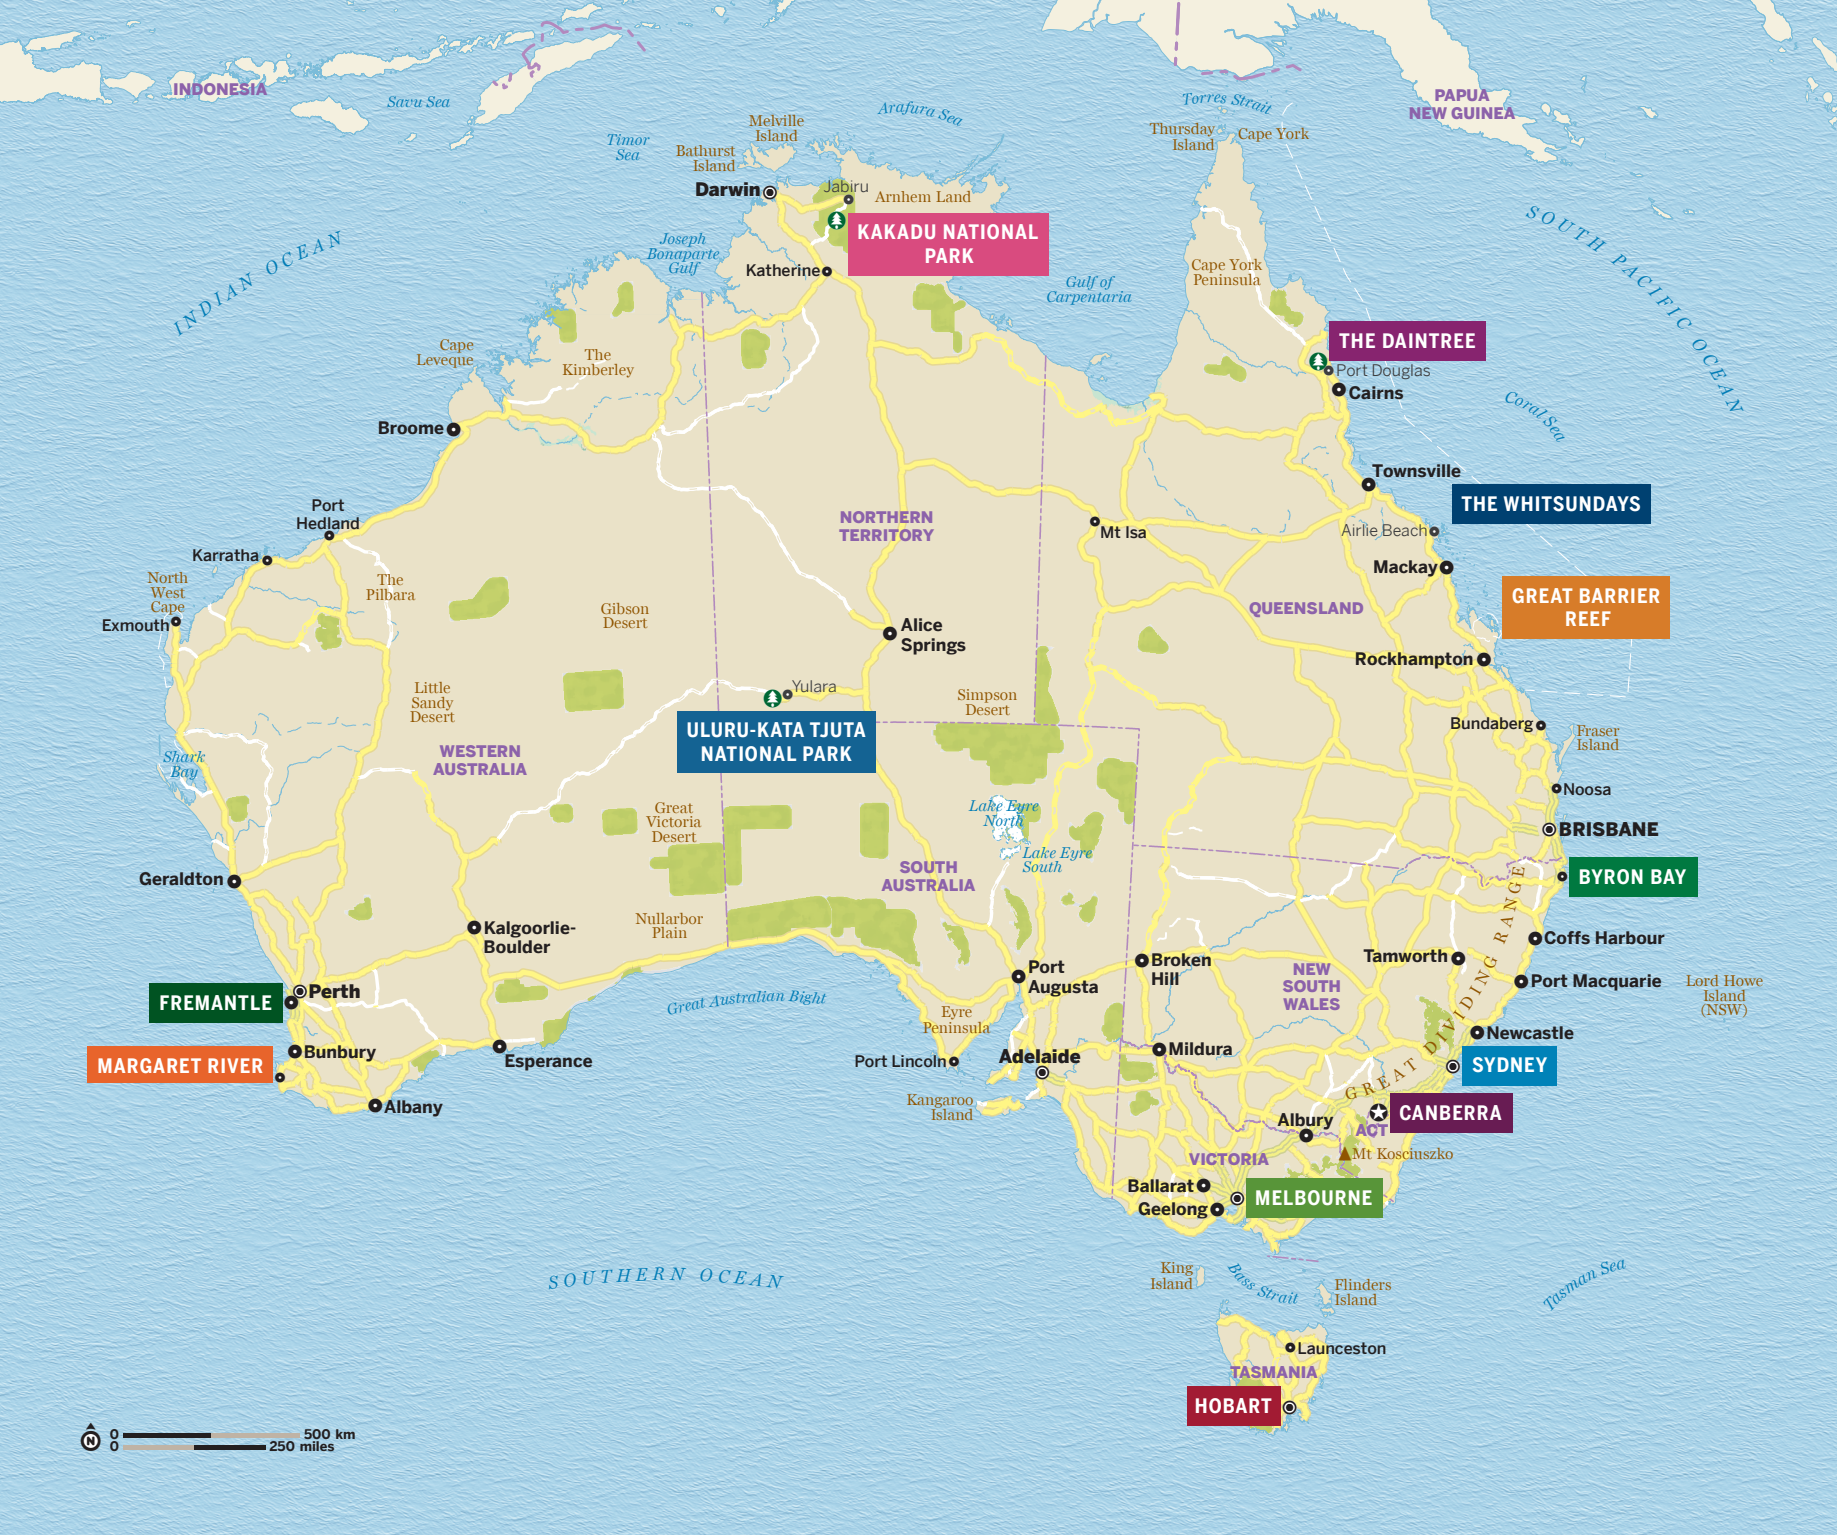 INDONESIA
Savu Sea
Timor
Sea
Arafura Sea
Torres Strait
PAPUA
NEW GUINEA
Melville
Island
Bathurst
Island
Thursday
Island
Cape York
Darwin
Jabiru
Arnhem Land
KAKADU NATIONAL
PARK
INDIAN OCEAN
SOUTH PACIFIC OCEAN
Joseph
Bonaparte
Gulf
Katherine
Gulf of
Carpentaria
Cape York
Peninsula
Cape
Leveque
The
Kimberley
THE DAINTREE
Port Douglas
Cairns
Coral Sea
Broome
Townsville
THE WHITSUNDAYS
Airlie Beach
Port
Hedland
NORTHERN
TERRITORY
Mt Isa
Karratha
Mackay
North
West
Cape
The
Pilbara
GREAT BARRIER
REEF
Gibson
Desert
QUEENSLAND
Exmouth
Alice
Springs
Rockhampton
Little
Sandy
Desert
Yulara
Simpson
Desert
ULURU-KATA TJUTA
NATIONAL PARK
Bundaberg
Fraser
Island
Shark
Bay
WESTERN
AUSTRALIA
Noosa
Great
Victoria
Desert
Lake Eyre
North
BRISBANE
Lake Eyre
South
SOUTH
AUSTRALIA
BYRON BAY
Geraldton
Kalgoorlie-
Boulder
Nullarbor
Plain
Coffs Harbour
Tamworth
Port
Augusta
Broken
Hill
NEW
SOUTH
WALES
Port Macquarie
Lord Howe
Island
(NSW)
GREAT DIVIDING RANGE
Perth
FREMANTLE
Great Australian Bight
Eyre
Peninsula
Newcastle
Bunbury
MARGARET RIVER
Esperance
Port Lincoln
Adelaide
Mildura
SYDNEY
Albany
Kangaroo
Island
Albury
CANBERRA
ACT
Mt Kosciuszko
VICTORIA
Ballarat
MELBOURNE
Geelong
SOUTHERN OCEAN
King
Island
Bass Strait
Flinders
Island
Tasman Sea
Launceston
TASMANIA
HOBART
N
0 500 km
0 250 miles